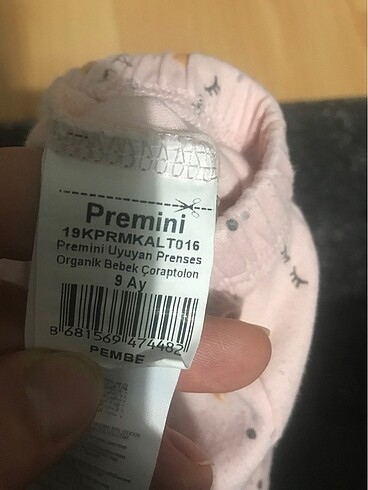 Premini
19KPRMKALT016
Premini Uyuyan Prenses
Organik Bebek Çoraptolon
9 Ay
8 681569 474482
PEMBE